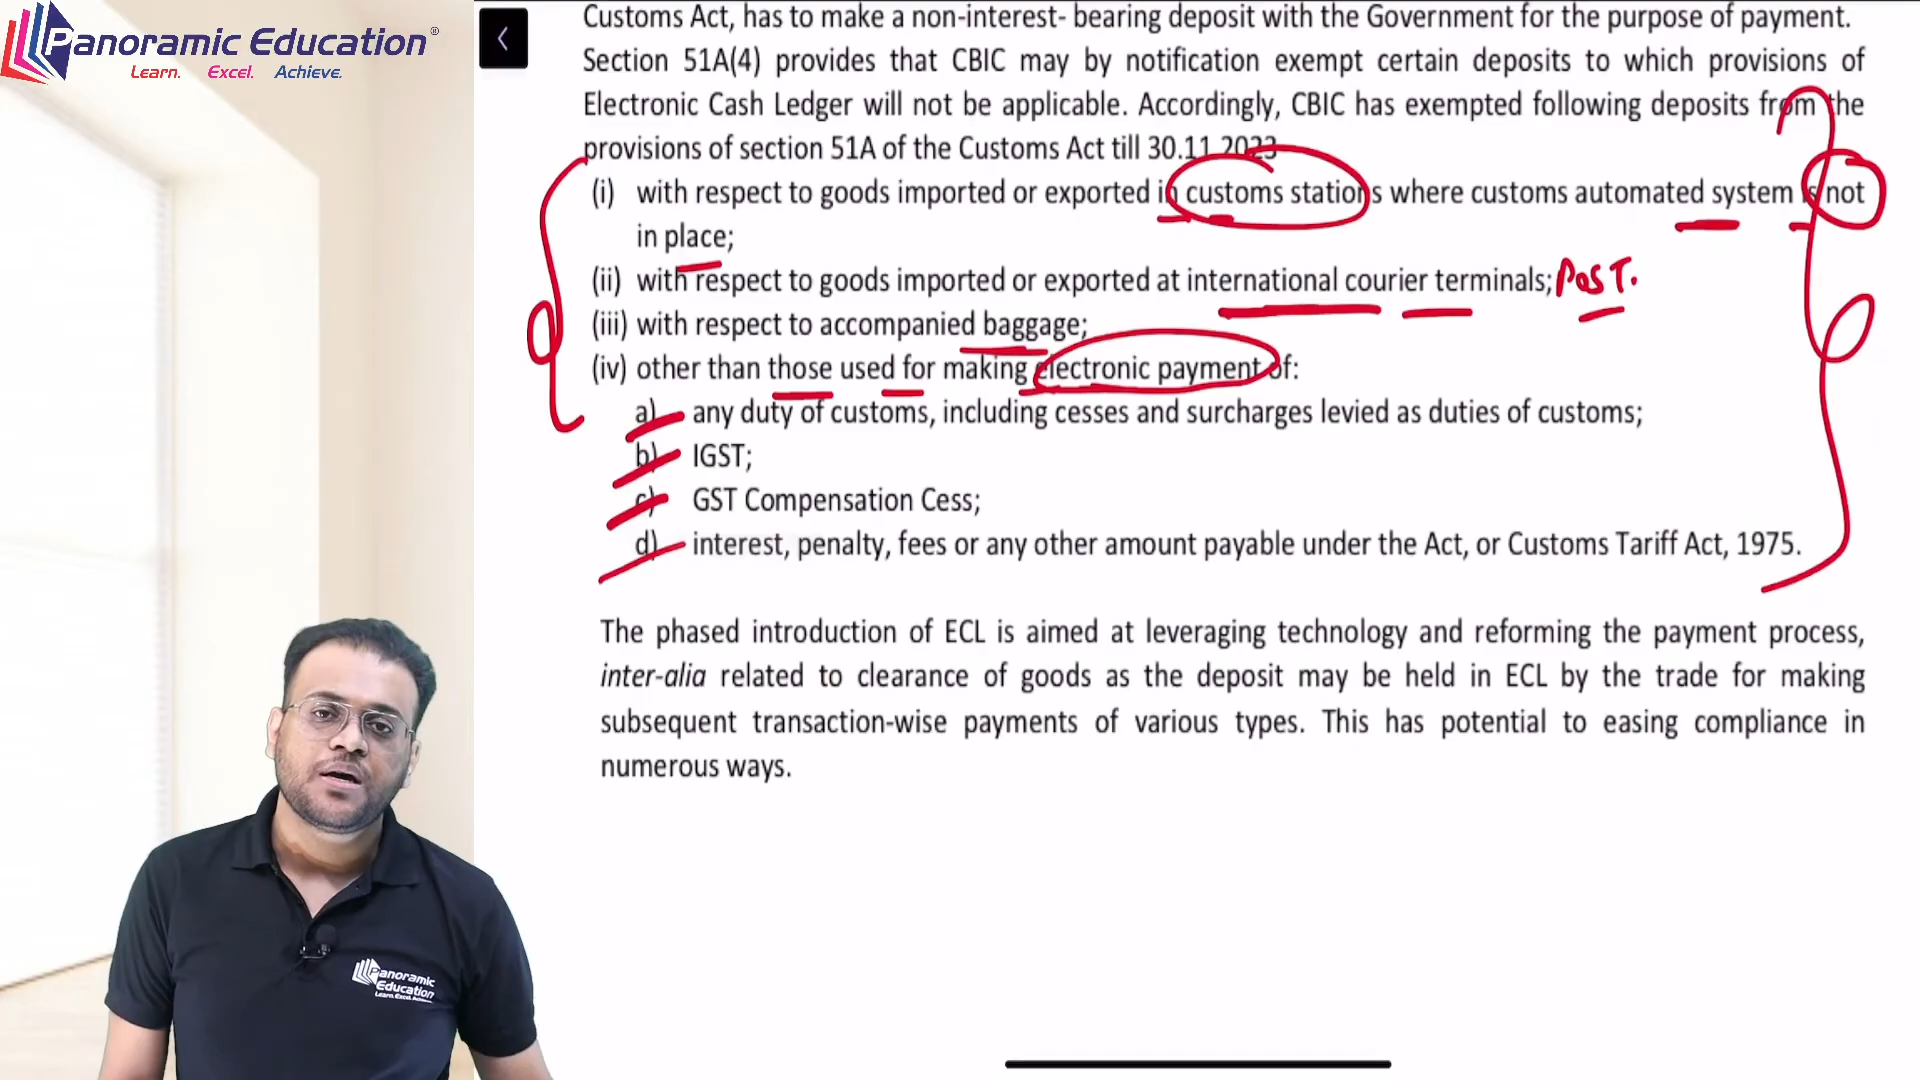 Panoramic Education®
Learn. Excel. Achieve.
Customs Act, has to make a non-interest- bearing deposit with the Government for the purpose of payment.
Section 51A(4) provides that CBIC may by notification exempt certain deposits to which provisions of
Electronic Cash Ledger will not be applicable. Accordingly, CBIC has exempted following deposits from the
provisions of section 51A of the Customs Act till 30.11.2023
(i) with respect to goods imported or exported in customs stations where customs automated system is not
in place;
(ii) with respect to goods imported or exported at international courier terminals; POST.
(iii) with respect to accompanied baggage;
(iv) other than those used for making electronic payment of:
a) any duty of customs, including cesses and surcharges levied as duties of customs;
b) IGST;
c) GST Compensation Cess;
d) interest, penalty, fees or any other amount payable under the Act, or Customs Tariff Act, 1975.
The phased introduction of ECL is aimed at leveraging technology and reforming the payment process,
inter-alia related to clearance of goods as the deposit may be held in ECL by the trade for making
subsequent transaction-wise payments of various types. This has potential to easing compliance in
numerous ways.
Panoramic
Education
Learn. Excel. Achieve.